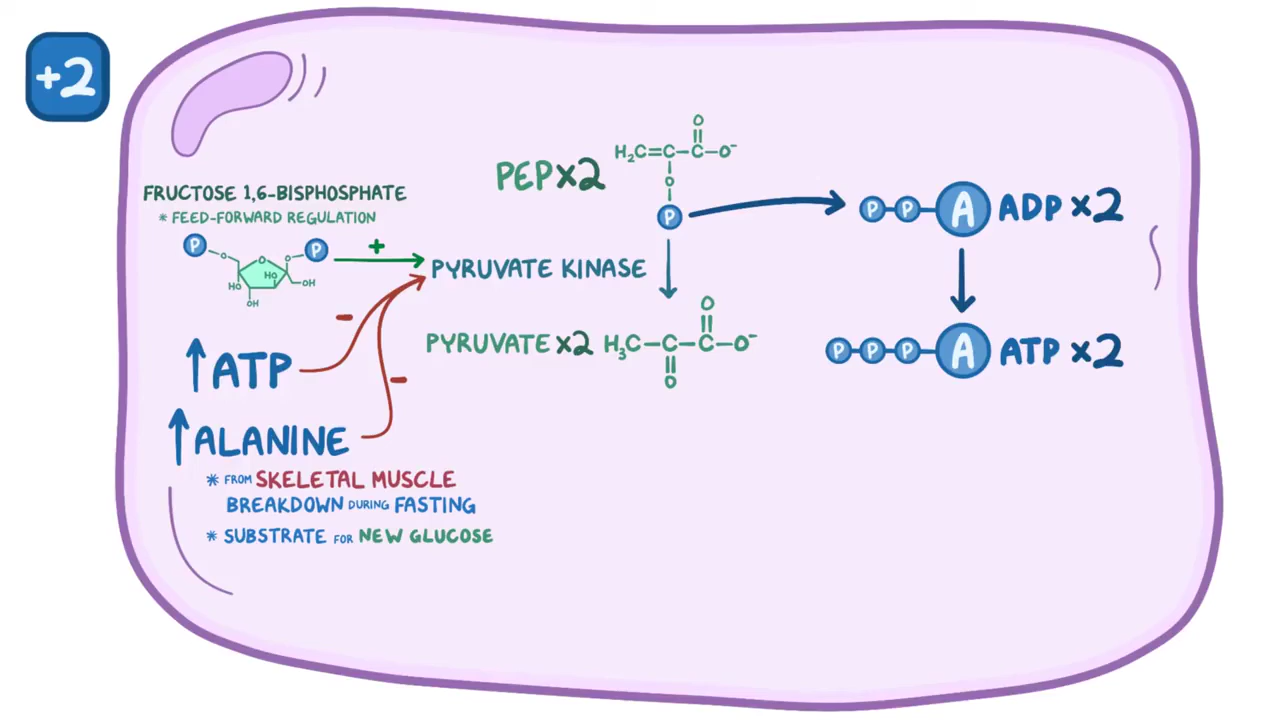 +2
FRUCTOSE 1,6-BISPHOSPHATE
* FEED-FORWARD REGULATION
P
P
O
O
O
HO
HO
OH
OH
+
PEP x2
O
H₂C=C-C-O⁻
O
P
P-P-A ADP x2
PYRUVATE KINASE
-
↑ATP
PYRUVATE x2
O
H₃C-C-C-O⁻
O
P-P-P-A ATP x2
-
↑ALANINE
* FROM SKELETAL MUSCLE
BREAKDOWN DURING FASTING
* SUBSTRATE FOR NEW GLUCOSE